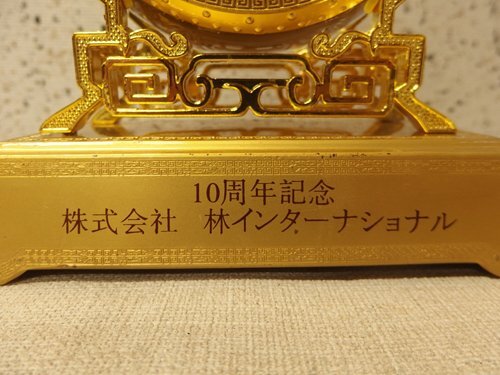 10周年記念
株式会社　林インターナショナル